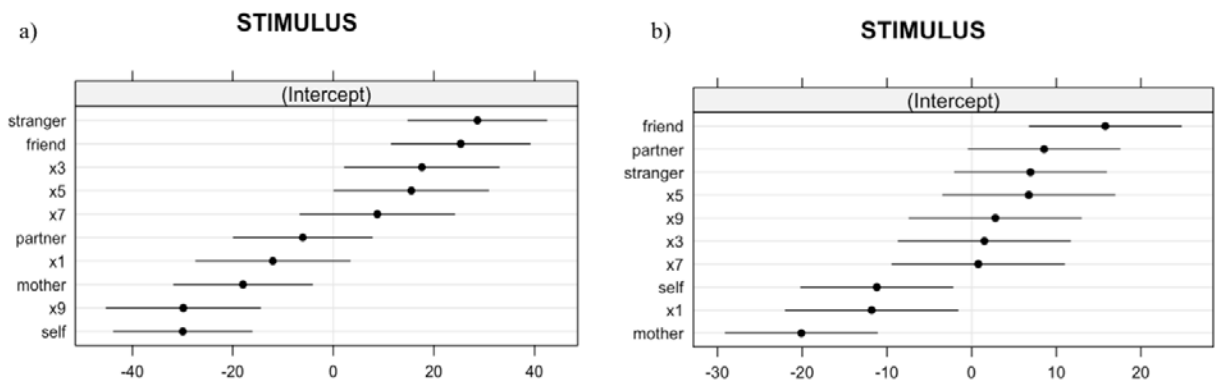 a)
STIMULUS
(Intercept)
stranger
friend
x3
x5
x7
partner
x1
mother
x9
self
-40 -20 0 20 40
b)
STIMULUS
(Intercept)
friend
partner
stranger
x5
x9
x3
x7
self
x1
mother
-30 -20 -10 0 10 20